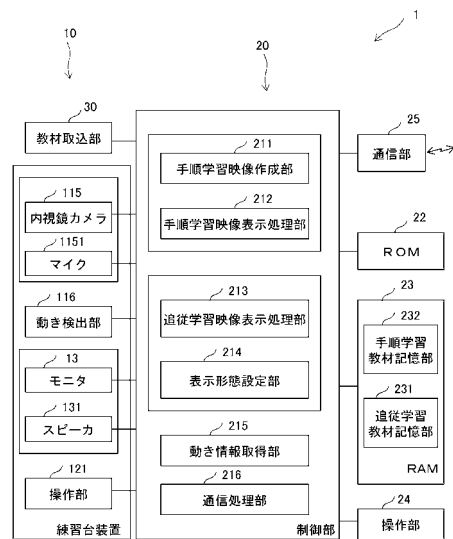 1
10
20
30
教材取込部
115
内視鏡カメラ
1151
マイク
116
動き検出部
13
モニタ
131
スピーカ
121
操作部
練習台装置
211
手順学習映像作成部
212
手順学習映像表示処理部
213
追従学習映像表示処理部
214
表示形態設定部
215
動き情報取得部
216
通信処理部
制御部
25
通信部
22
ROM
23
232
手順学習
教材記憶部
231
追従学習
教材記憶部
RAM
24
操作部